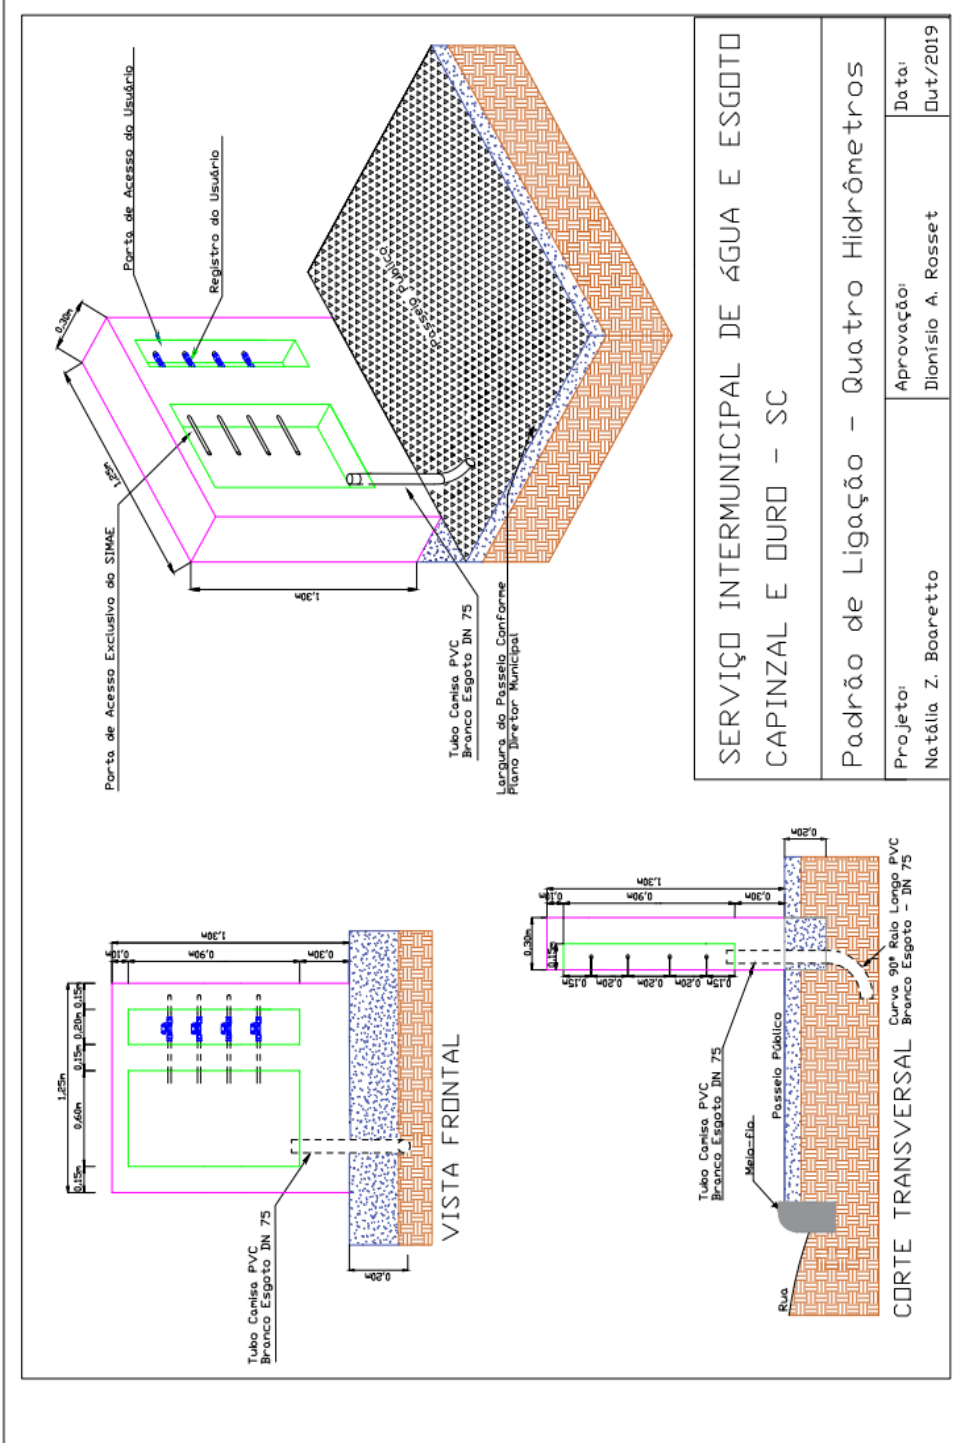 Porta de Acesso Exclusivo do SIMAE
Porta de Acesso do Usuário
Registro do Usuário
0,30m
1,25m
1,30m
Passeio Público
Tubo Camisa PVC
Branco Esgoto DN 75
Largura do Passeio Conforme
Plano Diretor Municipal
1,25m
0,15m
0,60m
0,15m
0,20m
0,15m
1,30m
0,10m
0,90m
0,30m
0,20m
Tubo Camisa PVC
Branco Esgoto DN 75
VISTA FRONTAL
0,30m
0,15m
1,30m
0,10m
0,90m
0,30m
0,20m
0,15m
0,20m
0,20m
0,20m
0,15m
Tubo Camisa PVC
Branco Esgoto DN 75
Meio-fio
Passeio Público
Rua
Curva 90° Raio Longo PVC
Branco Esgoto - DN 75
CORTE TRANSVERSAL
SERVIÇO INTERMUNICIPAL DE ÁGUA E ESGOTO
CAPINZAL E OURO - SC
Padrão de Ligação - Quatro Hidrômetros
Projeto:
Natália Z. Boaretto
Aprovação:
Dionísio A. Rosset
Data:
Out/2019